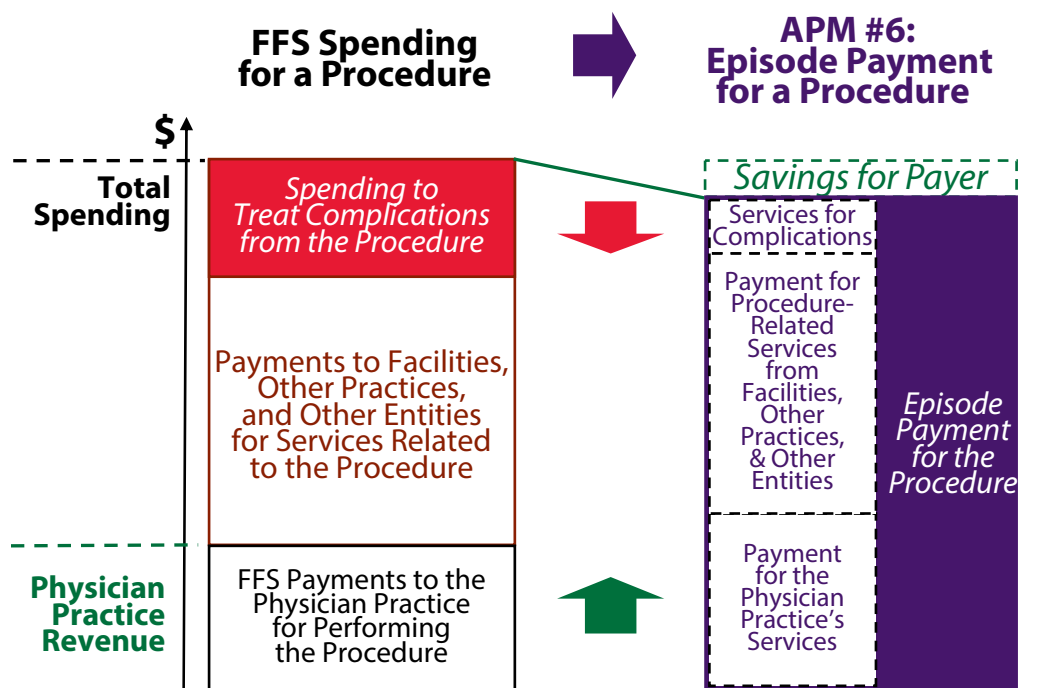 FFS Spending
for a Procedure
APM #6:
Episode Payment
for a Procedure
$
Total
Spending
Spending to
Treat Complications
from the Procedure
Payments to Facilities,
Other Practices,
and Other Entities
for Services Related
to the Procedure
Physician
Practice
Revenue
FFS Payments to the
Physician Practice
for Performing
the Procedure
Savings for Payer
Services for
Complications
Payment for
Procedure-
Related
Services
from
Facilities,
Other
Practices,
& Other
Entities
Payment
for the
Physician
Practice’s
Services
Episode
Payment
for the
Procedure